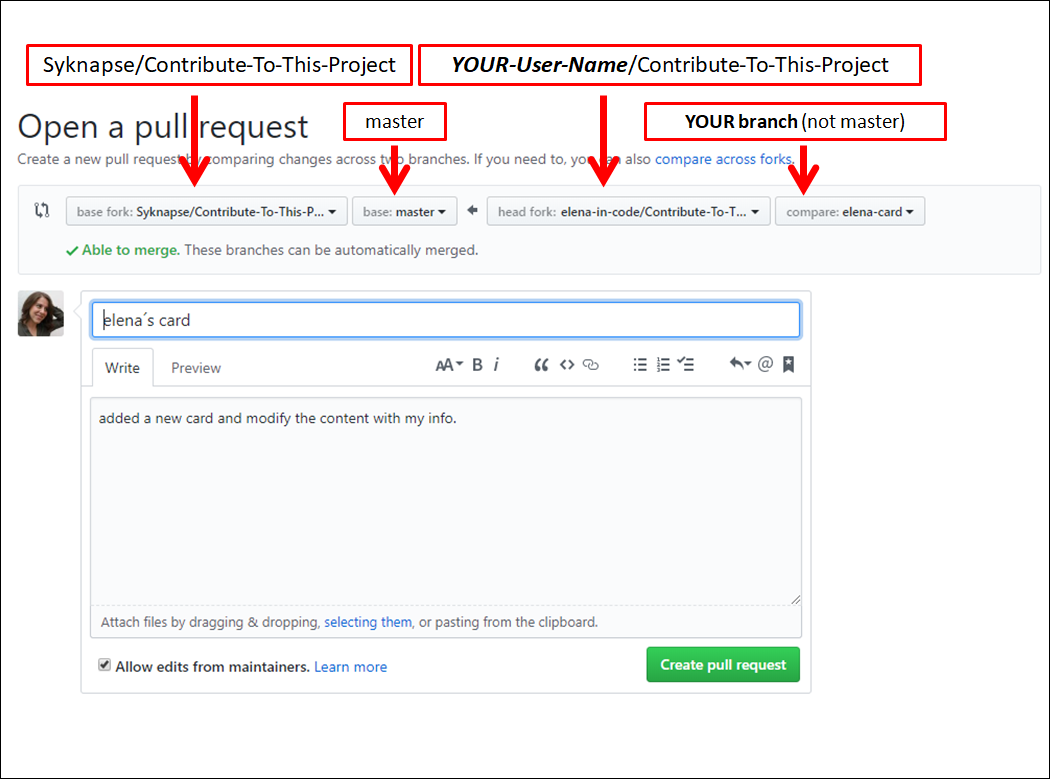 Syknapse/Contribute-To-This-Project
YOUR-User-Name/Contribute-To-This-Project
master
YOUR branch (not master)
Open a pull request
Create a new pull request by comparing changes across two branches. If you need to, you can also compare across forks.
base fork: Syknapse/Contribute-To-This-P... base: master head fork: elena-in-code/Contribute-To-T... compare: elena-card
Able to merge. These branches can be automatically merged.
elena´s card
Write Preview AA B i “ <> @
added a new card and modify the content with my info.
Attach files by dragging & dropping, selecting them, or pasting from the clipboard.
Allow edits from maintainers. Learn more
Create pull request